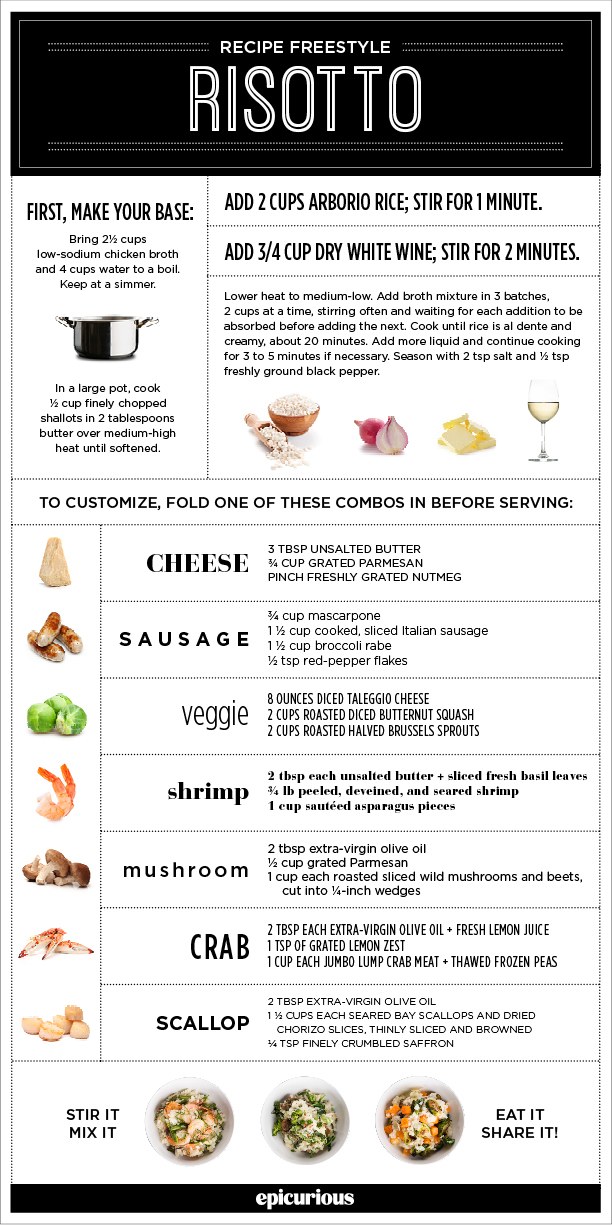 RECIPE FREESTYLE
RISOTTO
FIRST, MAKE YOUR BASE:
Bring 2½ cups
low-sodium chicken broth
and 4 cups water to a boil.
Keep at a simmer.
In a large pot, cook
½ cup finely chopped
shallots in 2 tablespoons
butter over medium-high
heat until softened.
ADD 2 CUPS ARBORIO RICE; STIR FOR 1 MINUTE.
ADD 3/4 CUP DRY WHITE WINE; STIR FOR 2 MINUTES.
Lower heat to medium-low. Add broth mixture in 3 batches,
2 cups at a time, stirring often and waiting for each addition to be
absorbed before adding the next. Cook until rice is al dente and
creamy, about 20 minutes. Add more liquid and continue cooking
for 3 to 5 minutes if necessary. Season with 2 tsp salt and ½ tsp
freshly ground black pepper.
TO CUSTOMIZE, FOLD ONE OF THESE COMBOS IN BEFORE SERVING:
CHEESE
3 TBSP UNSALTED BUTTER
¾ CUP GRATED PARMESAN
PINCH FRESHLY GRATED NUTMEG
SAUSAGE
¾ cup mascarpone
1 ½ cup cooked, sliced Italian sausage
1 ½ cup broccoli rabe
½ tsp red-pepper flakes
veggie
8 OUNCES DICED TALEGGIO CHEESE
2 CUPS ROASTED DICED BUTTERNUT SQUASH
2 CUPS ROASTED HALVED BRUSSELS SPROUTS
shrimp
2 tbsp each unsalted butter + sliced fresh basil leaves
¾ lb peeled, deveined, and seared shrimp
1 cup sautéed asparagus pieces
mushroom
2 tbsp extra-virgin olive oil
½ cup grated Parmesan
1 cup each roasted sliced wild mushrooms and beets,
cut into ¼-inch wedges
CRAB
2 TBSP EACH EXTRA-VIRGIN OLIVE OIL + FRESH LEMON JUICE
1 TSP OF GRATED LEMON ZEST
1 CUP EACH JUMBO LUMP CRAB MEAT + THAWED FROZEN PEAS
SCALLOP
2 TBSP EXTRA-VIRGIN OLIVE OIL
1 ½ CUPS EACH SEARED BAY SCALLOPS AND DRIED
CHORIZO SLICES, THINLY SLICED AND BROWNED
¼ TSP FINELY CRUMBLED SAFFRON
STIR IT
MIX IT
EAT IT
SHARE IT!
epicurious